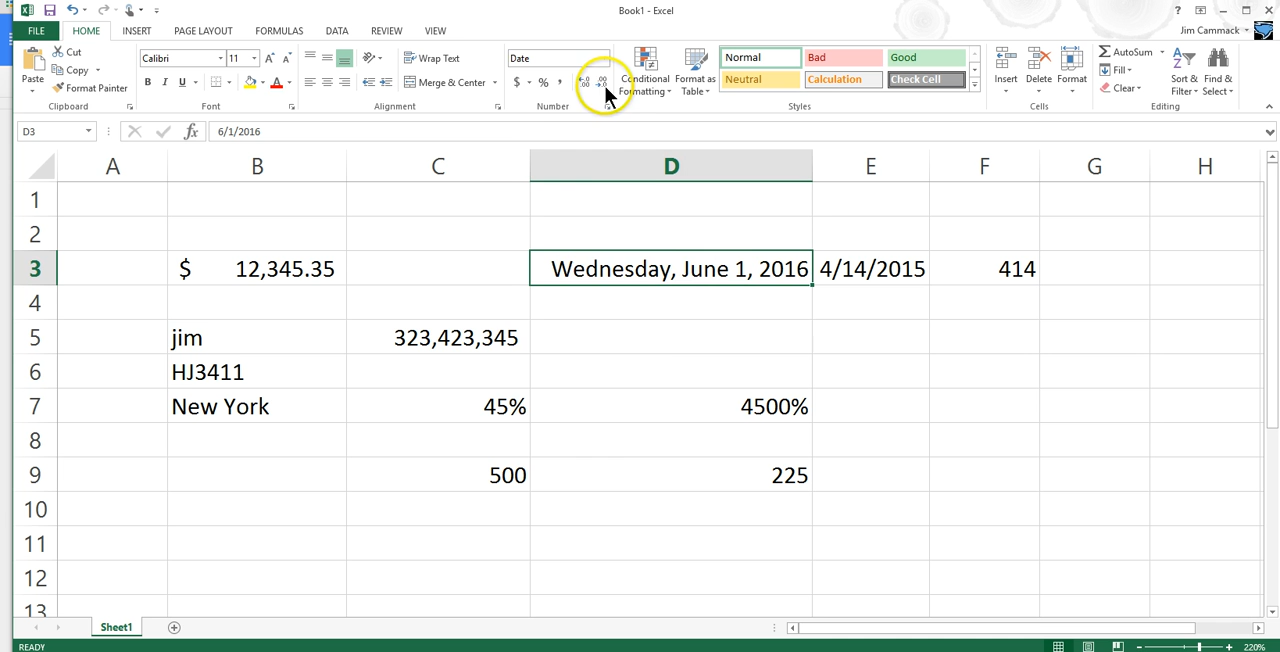 Book1 - Excel
FILE HOME INSERT PAGE LAYOUT FORMULAS DATA REVIEW VIEW
Jim Cammack
Paste
Cut
Copy
Format Painter
Clipboard
Calibri 11
B I U
Font
Wrap Text
Merge & Center
Alignment
Date
$ % ,
Number
Conditional Formatting
Format as Table
Normal Bad Good
Neutral Calculation Check Cell
Styles
Insert Delete Format
Cells
AutoSum
Fill
Clear
Sort & Filter
Find & Select
Editing
D3 fx 6/1/2016
A B C D E F G H
1
2
3 $ 12,345.35 Wednesday, June 1, 2016 4/14/2015 414
4
5 jim 323,423,345
6 HJ3411
7 New York 45% 4500%
8
9 500 225
10
11
12
13
Sheet1
READY
220%